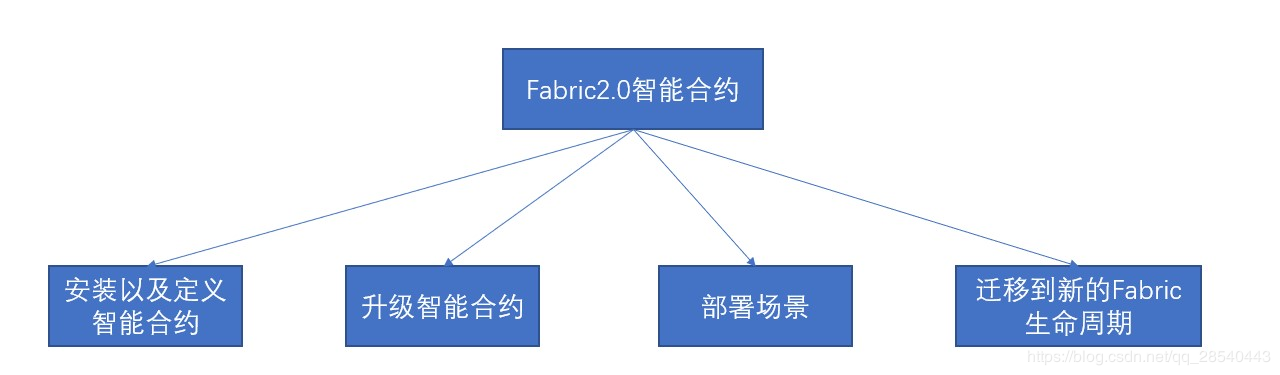 Fabric2.0智能合约
安装以及定义
智能合约
升级智能合约
部署场景
迁移到新的Fabric
生命周期
https://blog.csdn.net/qq_28540443